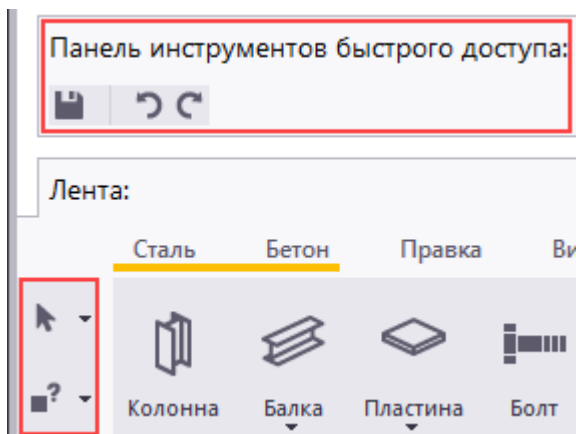 Панель инструментов быстрого доступа:
Лента:
Сталь Бетон Правка
?
Колонна Балка Пластина Болт